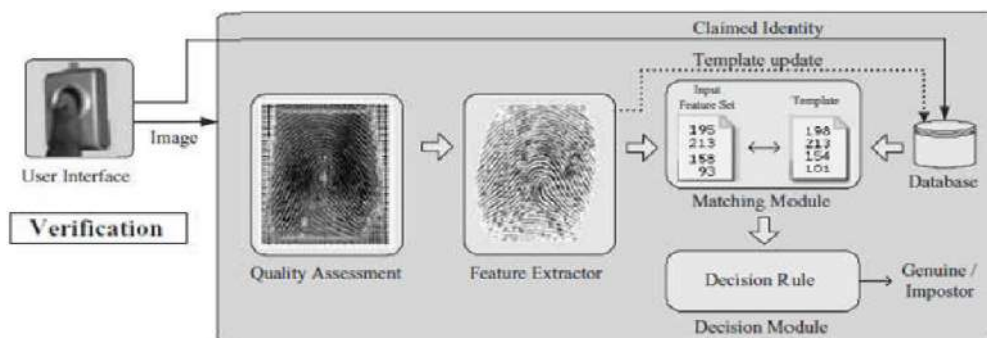 Claimed Identity
Template update
Input
Feature Set
Template
195
213
158
93
198
213
154
101
Image
User Interface
Database
Matching Module
Verification
Quality Assessment
Feature Extractor
Decision Rule
Genuine /
Impostor
Decision Module